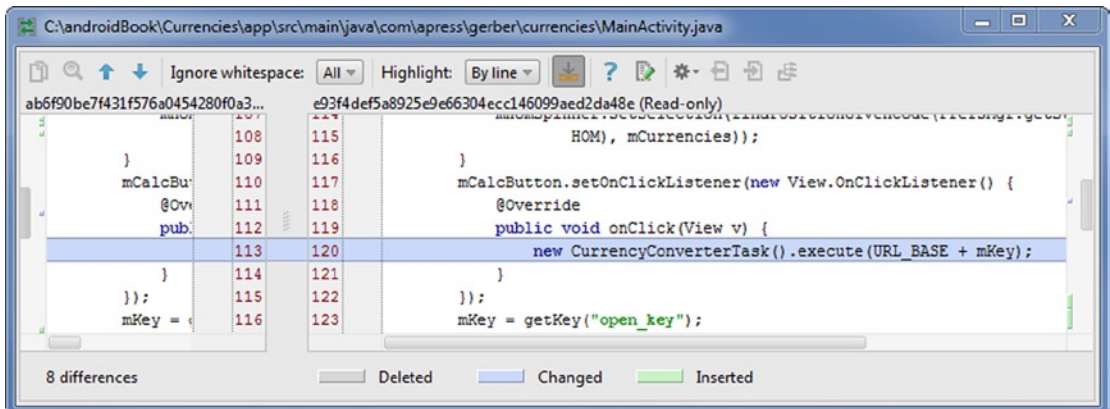 C:\androidBook\Currencies\app\src\main\java\com\apress\gerber\currencies\MainActivity.java
Ignore whitespace: All Highlight: By line ?
ab6f90be7f431f576a0454280f0a3... e93f4def5a8925e9e66304ecc146099aed2da48e (Read-only)
108 115 HOM), mCurrencies));
} 109 116 }
mCalcBu 110 117 mCalcButton.setOnClickListener(new View.OnClickListener() {
@Ov 111 118 @Override
publ 112 119 public void onClick(View v) {
113 120 new CurrencyConverterTask().execute(URL_BASE + mKey);
} 114 121 }
}); 115 122 });
mKey = 116 123 mKey = getKey("open_key");
8 differences Deleted Changed Inserted